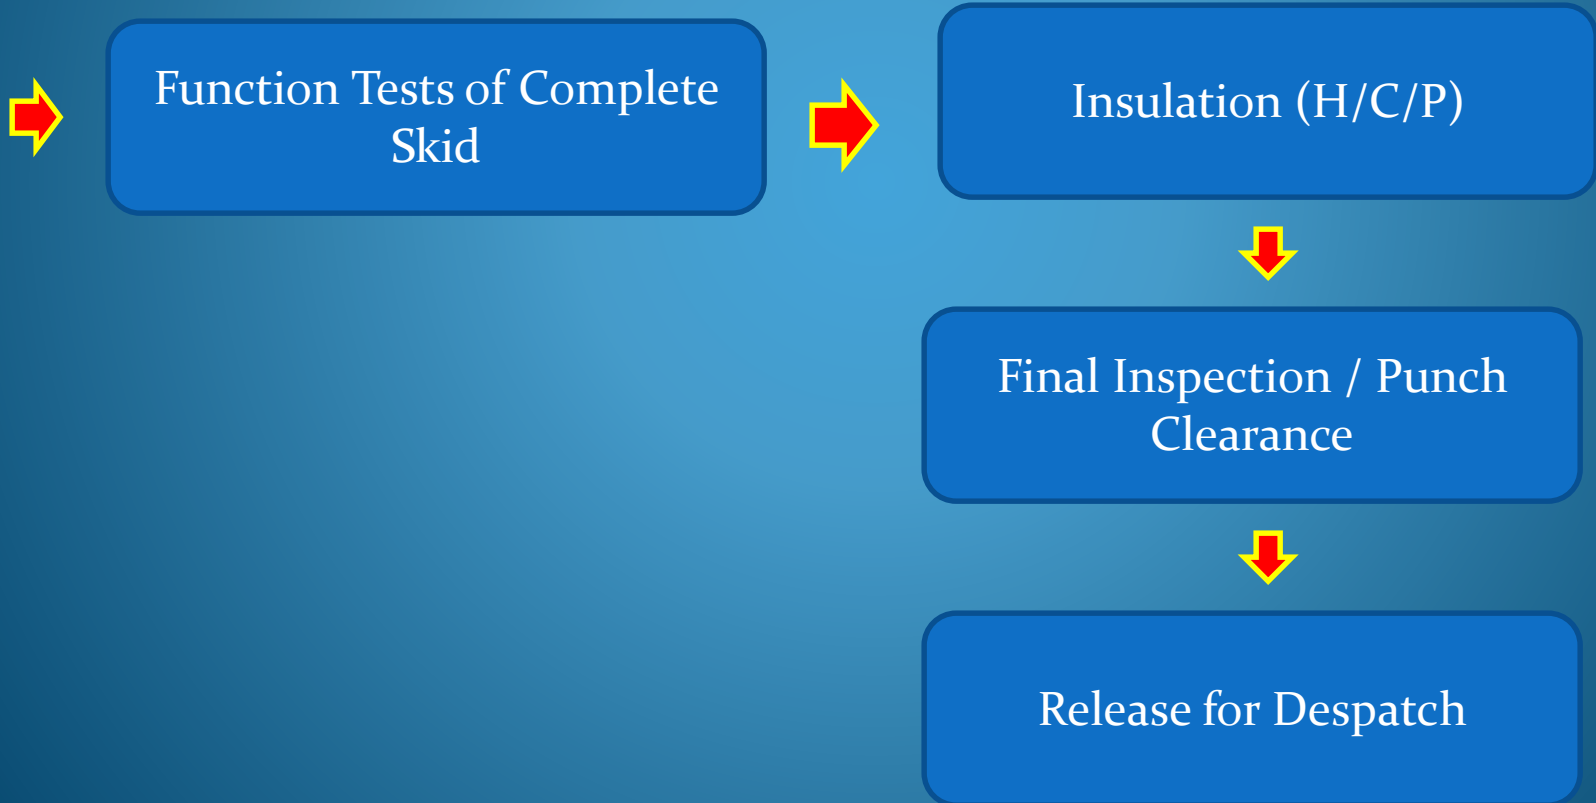 Function Tests of Complete
Skid
Insulation (H/C/P)
Final Inspection / Punch
Clearance
Release for Despatch